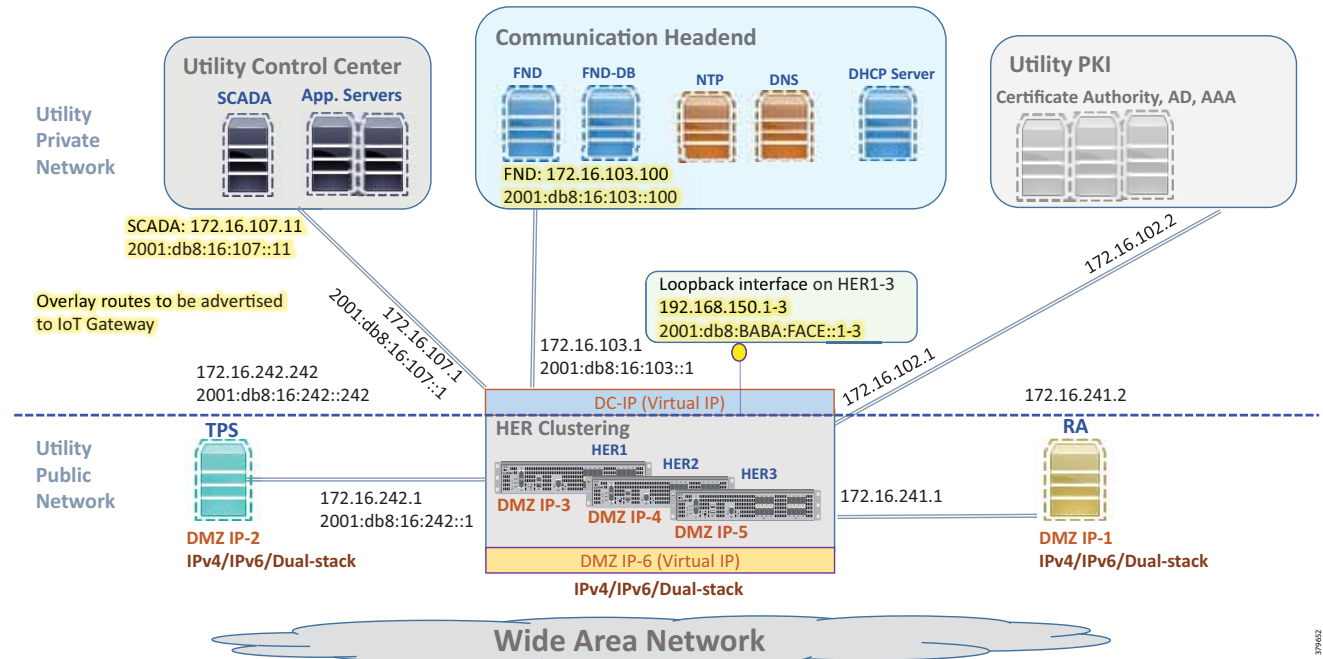 Communication Headend
Utility Control Center
Utility PKI
FND
FND-DB
NTP
DNS
DHCP Server
SCADA
App. Servers
Certificate Authority, AD, AAA
Utility
Private
Network
FND: 172.16.103.100
2001:db8:16:103::100
SCADA: 172.16.107.11
2001:db8:16:107::11
172.16.102.2
Overlay routes to be advertised
to IoT Gateway
Loopback interface on HER1-3
192.168.150.1-3
2001:db8:BABA:FACE::1-3
172.16.107.1
2001:db8:16:107::1
172.16.103.1
2001:db8:16:103::1
172.16.102.1
172.16.242.242
2001:db8:16:242::242
172.16.241.2
DC-IP (Virtual IP)
Utility
Public
Network
TPS
HER Clustering
HER1
HER2
HER3
RA
172.16.242.1
2001:db8:16:242::1
DMZ IP-3
DMZ IP-4
DMZ IP-5
172.16.241.1
DMZ IP-2
IPv4/IPv6/Dual-stack
DMZ IP-1
IPv4/IPv6/Dual-stack
DMZ IP-6 (Virtual IP)
IPv4/IPv6/Dual-stack
Wide Area Network
379652